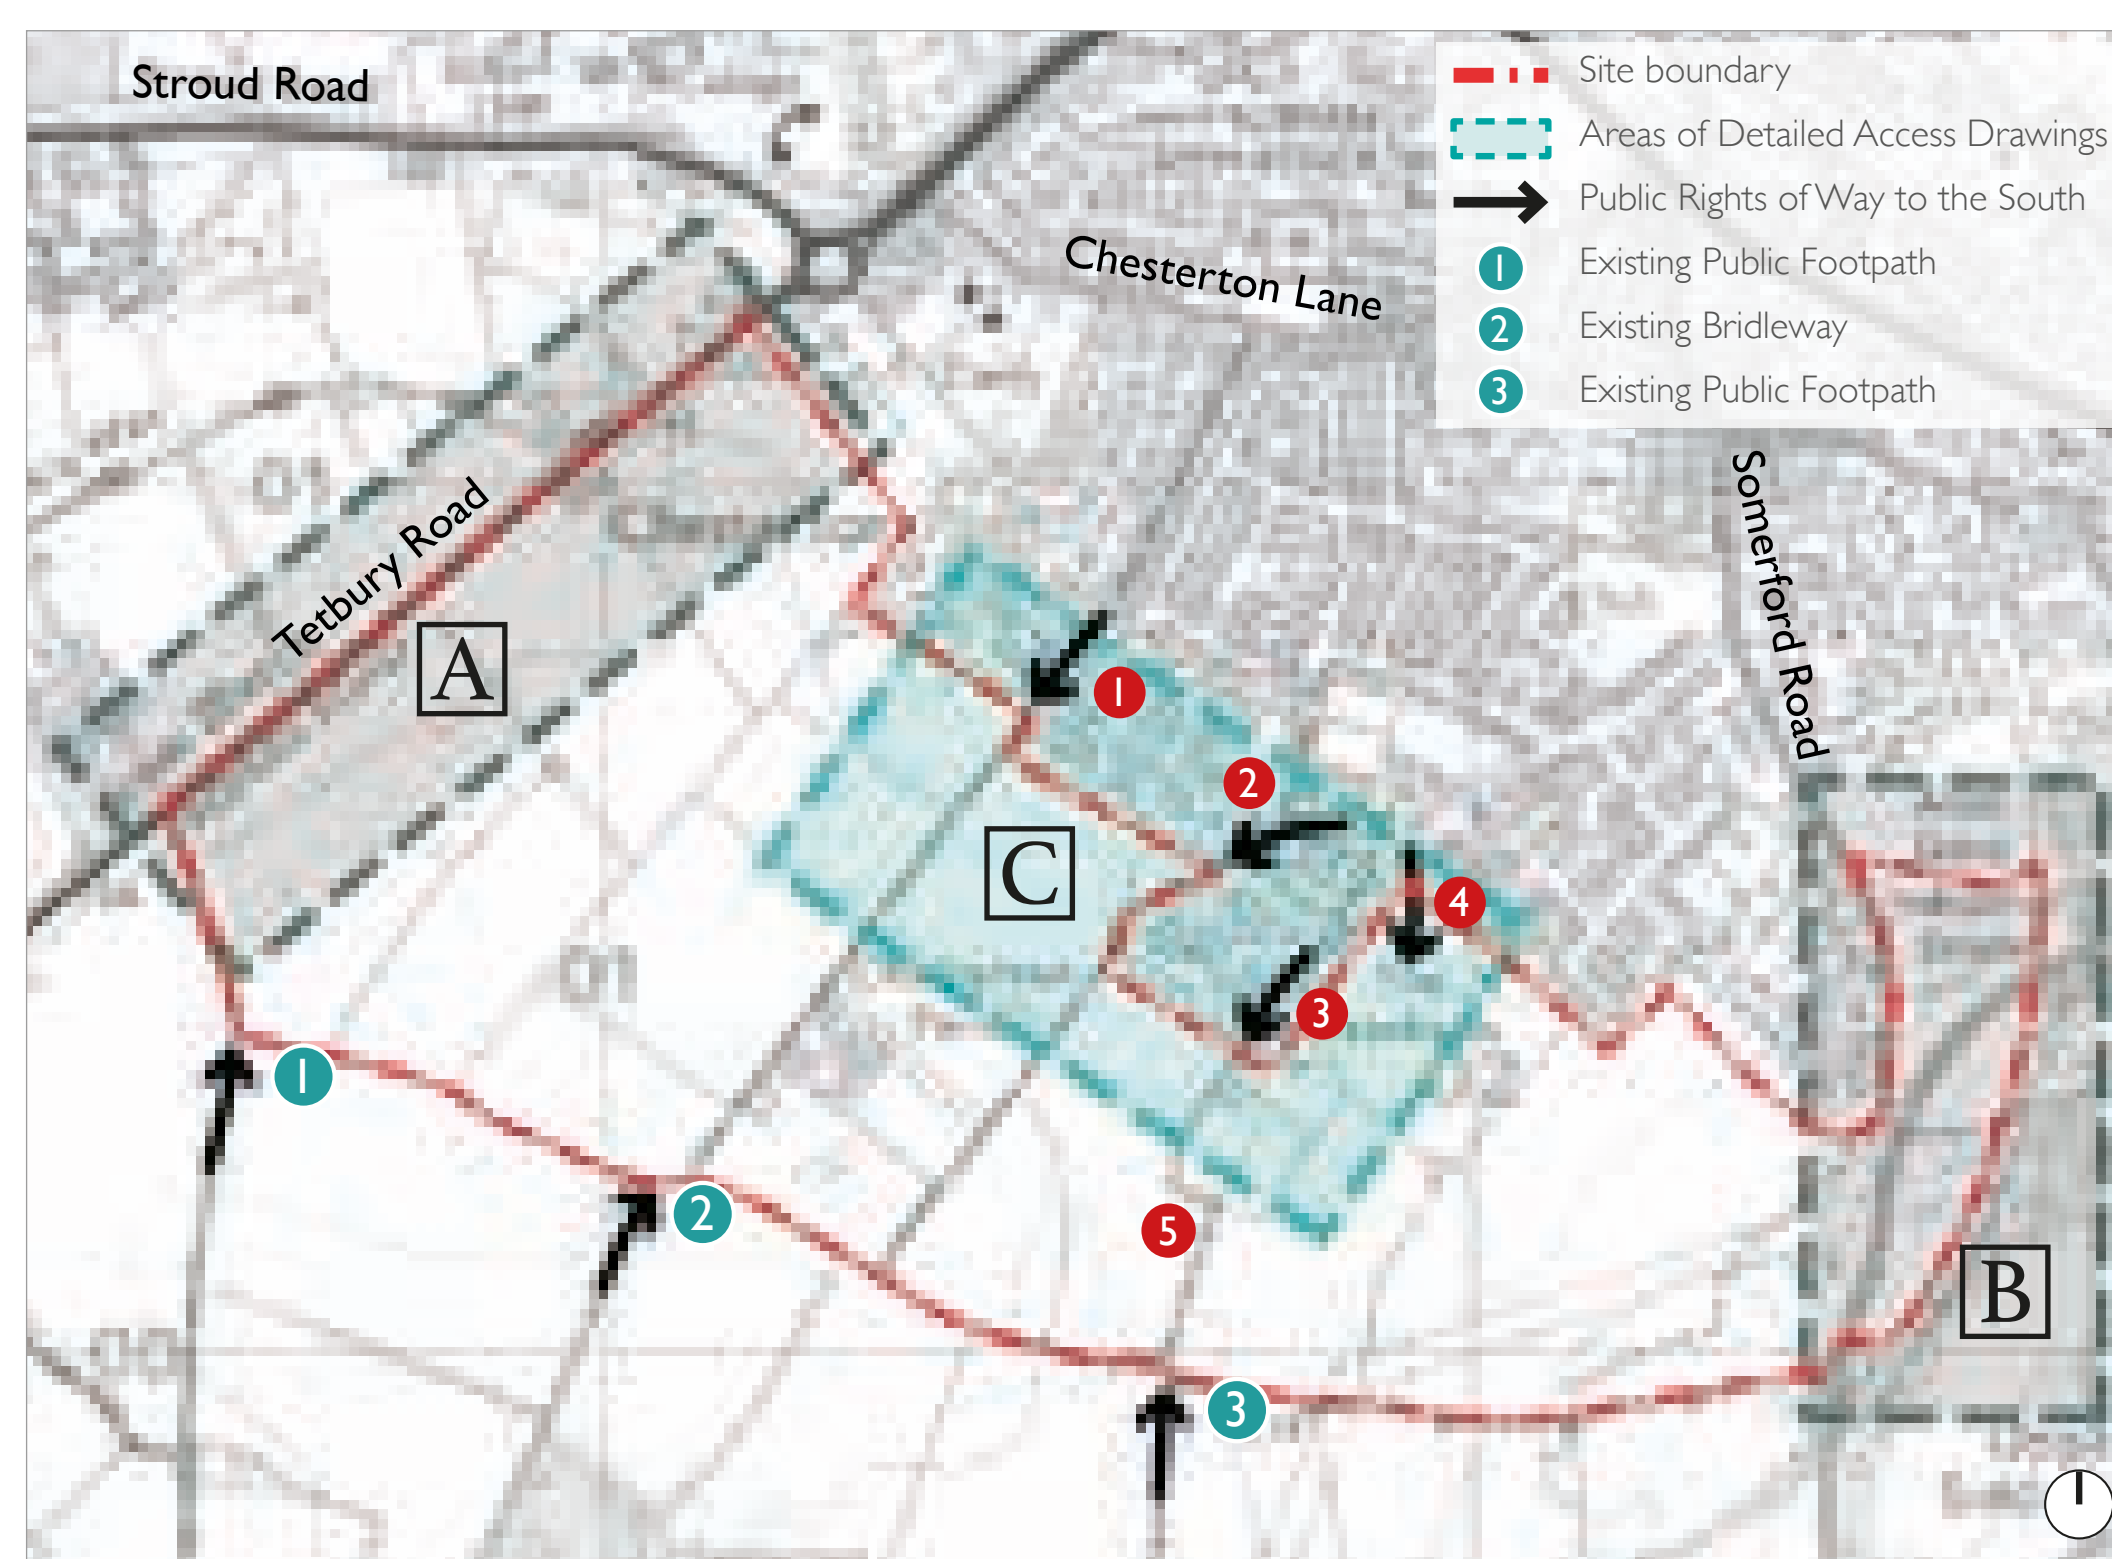 Stroud Road
Site boundary
Areas of Detailed Access Drawings
Public Rights of Way to the South
1 Existing Public Footpath
2 Existing Bridleway
3 Existing Public Footpath
Chesterton Lane
Somerford Road
Tetbury Road
A
1
2
C
4
3
01
1
2
5
B
3
00